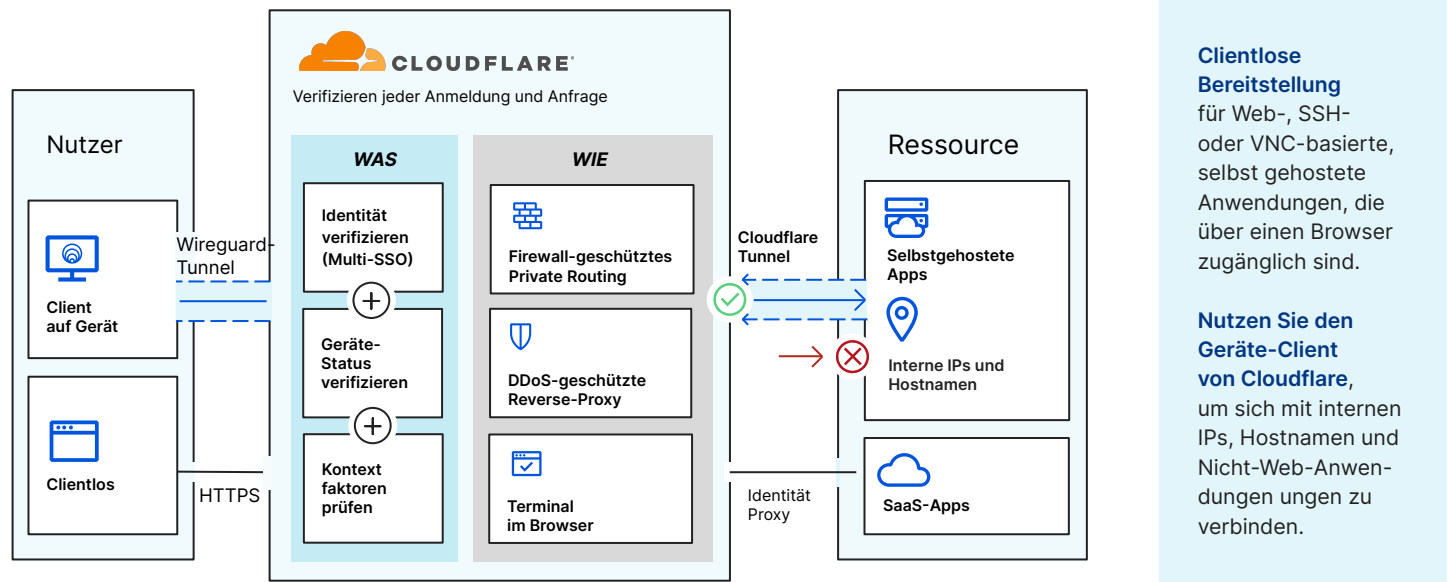 Nutzer
Client
auf Gerät
Clientlos
Wireguard-
Tunnel
HTTPS
CLOUDFLARE®
Verifizieren jeder Anmeldung und Anfrage
WAS
Identität
verifizieren
(Multi-SSO)
Geräte-
Status
verifizieren
Kontext
faktoren
prüfen
WIE
Firewall-geschütztes
Private Routing
DDoS-geschützte
Reverse-Proxy
Terminal
im Browser
Cloudflare
Tunnel
Identität
Proxy
Ressource
Selbstgehostete
Apps
Interne IPs und
Hostnamen
SaaS-Apps
Clientlose
Bereitstellung
für Web-, SSH-
oder VNC-basierte,
selbst gehostete
Anwendungen, die
über einen Browser
zugänglich sind.
Nutzen Sie den
Geräte-Client
von Cloudflare,
um sich mit internen
IPs, Hostnamen und
Nicht-Web-Anwen-
dungen ungen zu
verbinden.